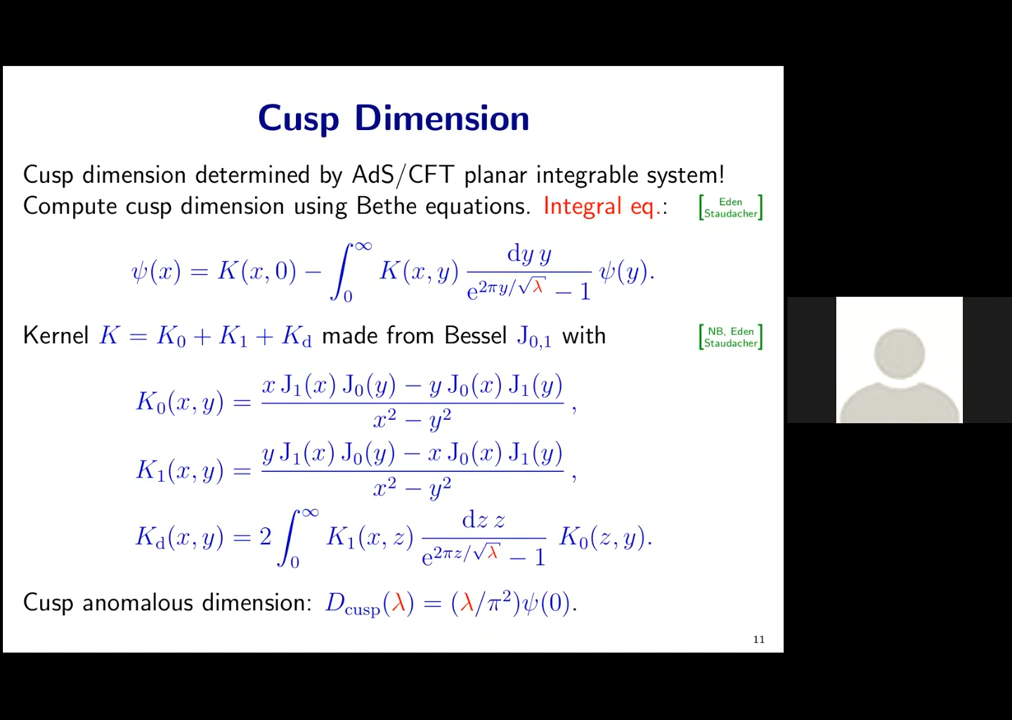 Cusp Dimension
Cusp dimension determined by AdS/CFT planar integrable system!
Compute cusp dimension using Bethe equations. Integral eq.: [Eden Staudacher]
ψ(x) = K(x, 0) − ∫₀^∞ K(x, y) (dy y)/(e^{2πy/√λ} − 1) ψ(y).
Kernel K = K₀ + K₁ + K_d made from Bessel J₀,₁ with [NB, Eden Staudacher]
K₀(x, y) = (x J₁(x) J₀(y) − y J₀(x) J₁(y))/(x² − y²),
K₁(x, y) = (y J₁(x) J₀(y) − x J₀(x) J₁(y))/(x² − y²),
K_d(x, y) = 2 ∫₀^∞ K₁(x, z) (dz z)/(e^{2πz/√λ} − 1) K₀(z, y).
Cusp anomalous dimension: D_cusp(λ) = (λ/π²)ψ(0).
11